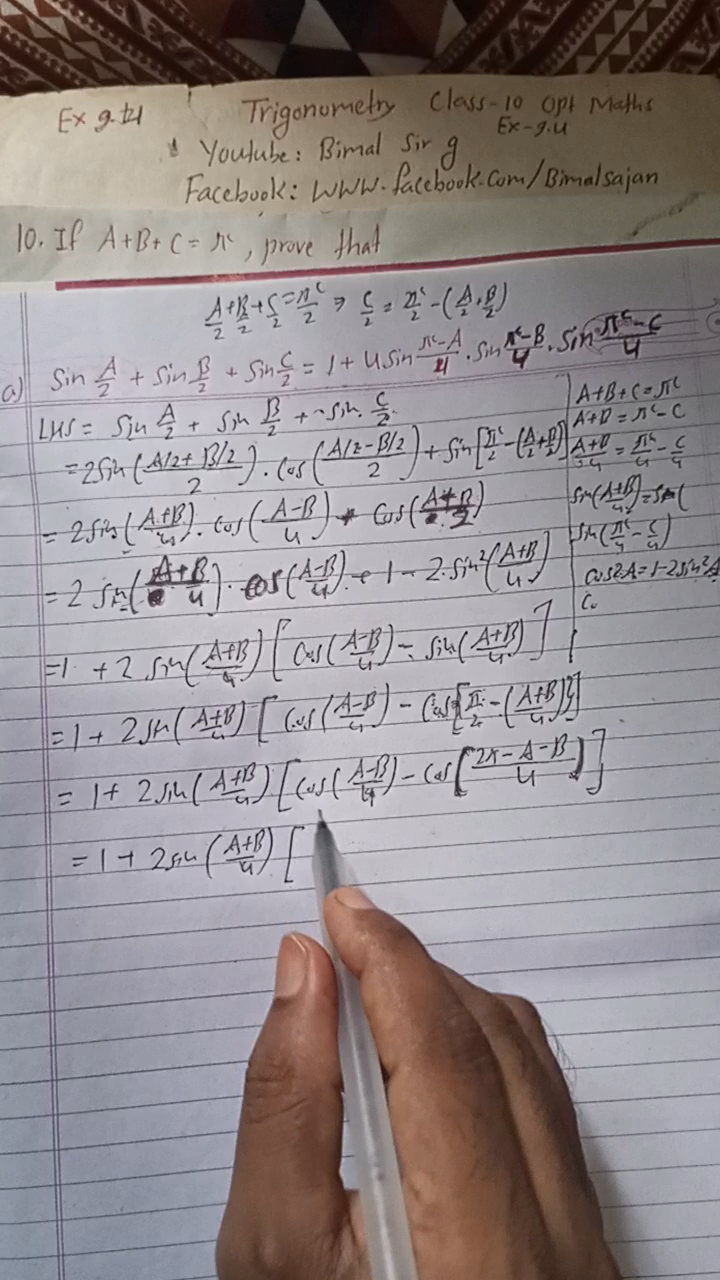 Ex 9.4 Trigonometry Class-10 Opt Maths
Ex-9.4
Youtube: Bimal Sir g
Facebook: WWW.facebook.Com/Bimalsajan
10. If A+B+C = π^c, prove that
A/2 + B/2 + C/2 = π^c/2 ⇒ C/2 = π^c/2 - (A/2 + B/2)
a) Sin A/2 + Sin B/2 + Sin C/2 = 1 + 4 Sin (π^c-A)/4 . Sin (π^c-B)/4 . Sin (π^c-C)/4
LHS = Sin A/2 + Sin B/2 + Sin C/2
= 2Sin((A/2 + B/2)/2) . Cos((A/2 - B/2)/2) + Sin[π^c/2 - (A/2 + B/2)]
= 2Sin((A+B)/4) . Cos((A-B)/4) + Cos((A+B)/2)
= 2 Sin((A+B)/4) . Cos((A-B)/4) + 1 - 2.Sin²((A+B)/4)
= 1 + 2 Sin((A+B)/4) [Cos((A-B)/4) - Sin((A+B)/4)]
= 1 + 2Sin((A+B)/4) [Cos((A-B)/4) - Cos{π/2 - ((A+B)/4)}]
= 1 + 2Sin((A+B)/4) [Cos((A-B)/4) - Cos[(2π-A-B)/4]]
= 1 + 2Sin((A+B)/4) [
A+B+C = π^c
A+B = π^c - C
(A+B)/4 = π^c/4 - C/4
Sin((A+B)/4) = Sin(
Sin(π^c/4 - C/4)
Cos2A = 1-2Sin²A
Co